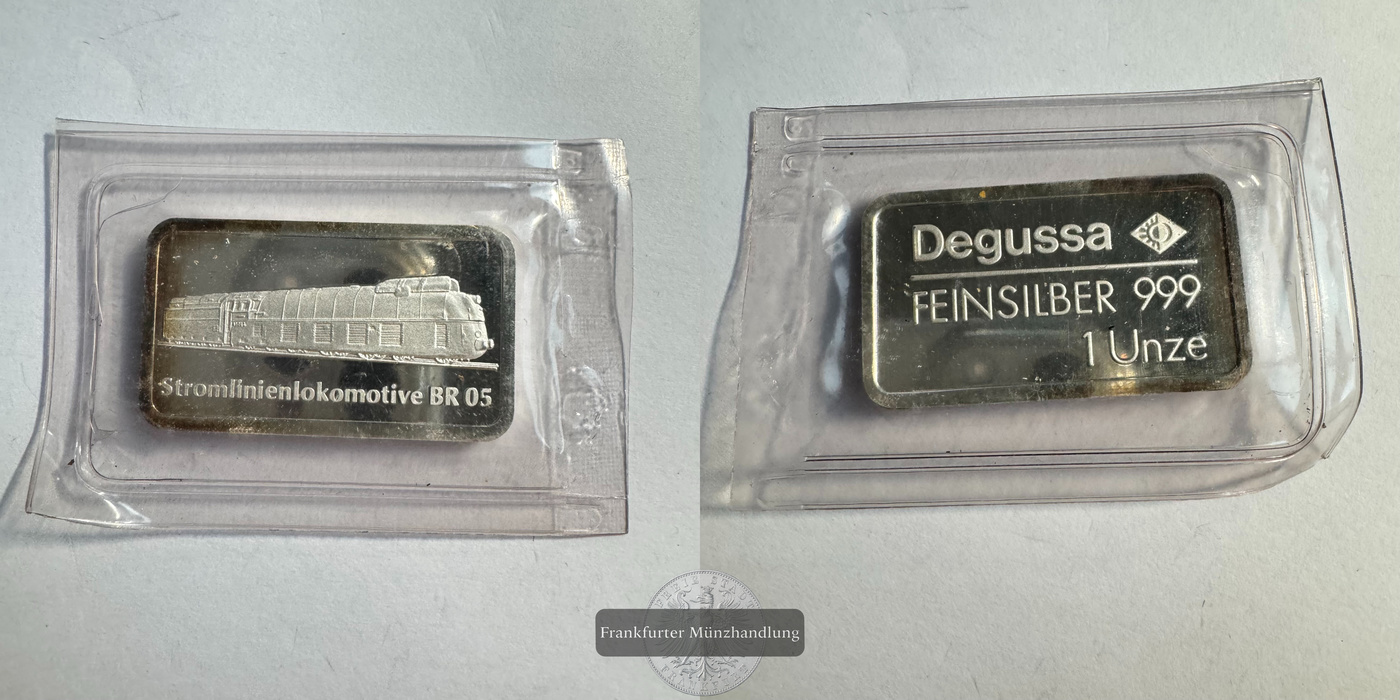 Stromlinienlokomotive BR 05
Degussa
FEINSILBER 999
1 Unze
Frankfurter Münzhandlung